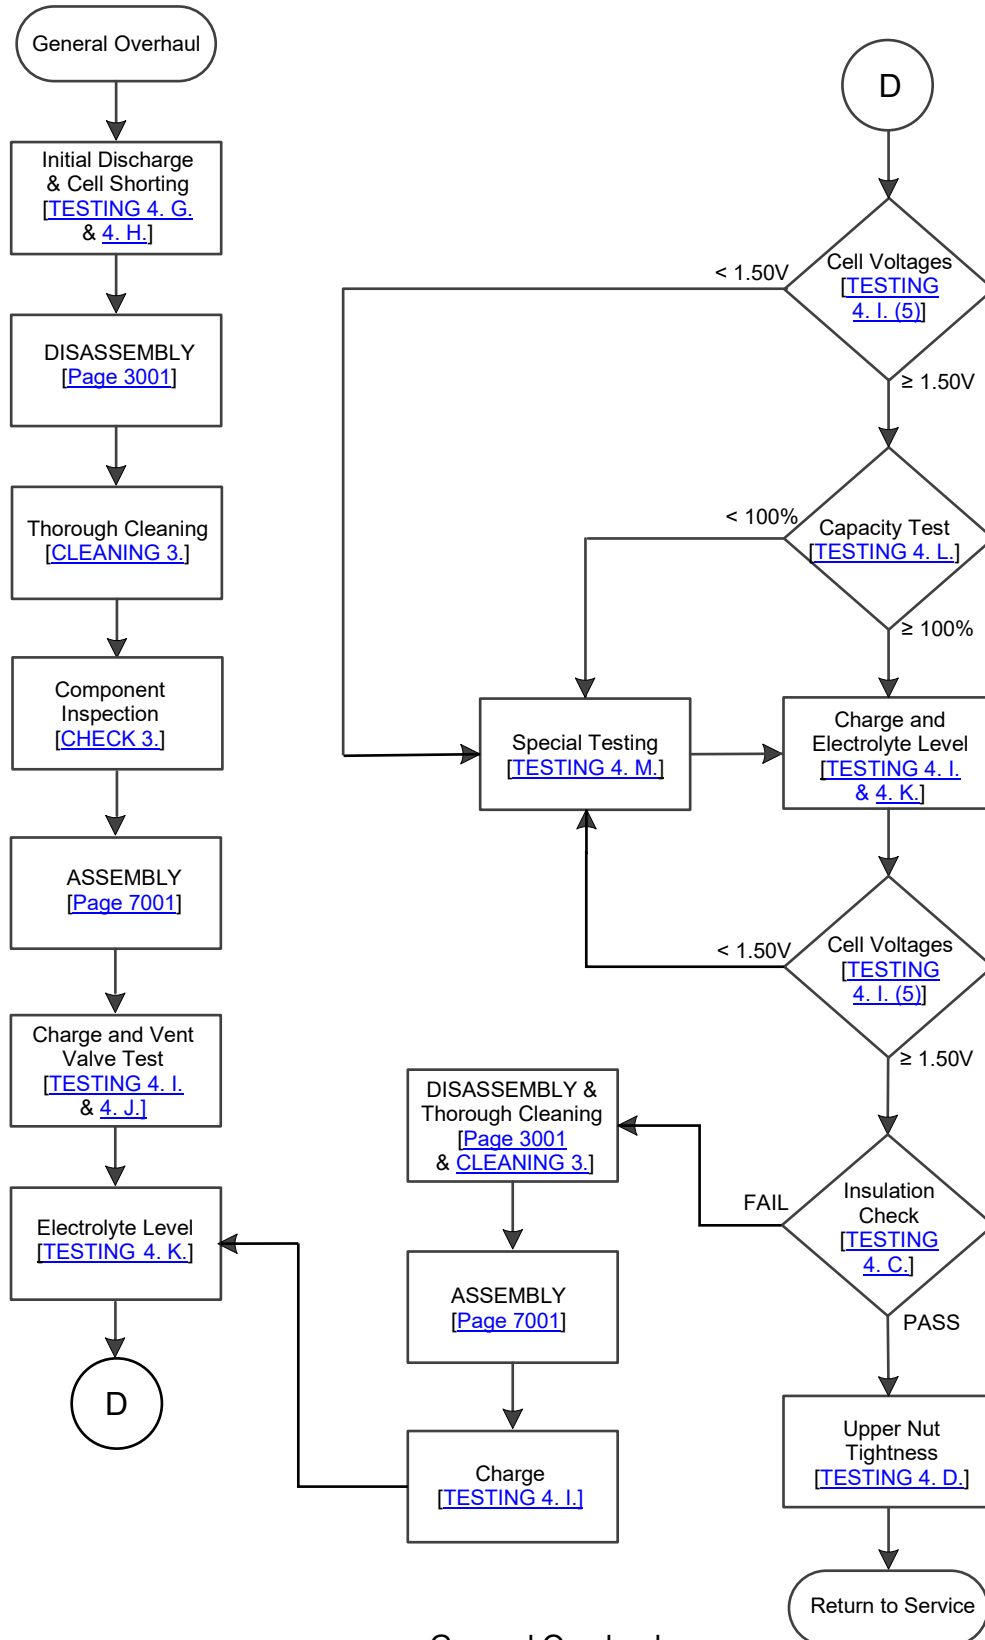 General Overhaul
Initial Discharge
& Cell Shorting
[TESTING 4. G.
& 4. H.]
DISASSEMBLY
[Page 3001]
Thorough Cleaning
[CLEANING 3.]
Component
Inspection
[CHECK 3.]
ASSEMBLY
[Page 7001]
Charge and Vent
Valve Test
[TESTING 4. I.
& 4. J.]
Electrolyte Level
[TESTING 4. K.]
D
D
Cell Voltages
[TESTING
4. I. (5)]
< 1.50V
≥ 1.50V
Capacity Test
[TESTING 4. L.]
< 100%
≥ 100%
Special Testing
[TESTING 4. M.]
Charge and
Electrolyte Level
[TESTING 4. I.
& 4. K.]
Cell Voltages
[TESTING
4. I. (5)]
< 1.50V
≥ 1.50V
Insulation
Check
[TESTING
4. C.]
FAIL
PASS
DISASSEMBLY &
Thorough Cleaning
[Page 3001
& CLEANING 3.]
ASSEMBLY
[Page 7001]
Charge
[TESTING 4. I.]
Upper Nut
Tightness
[TESTING 4. D.]
Return to Service
General Overhaul